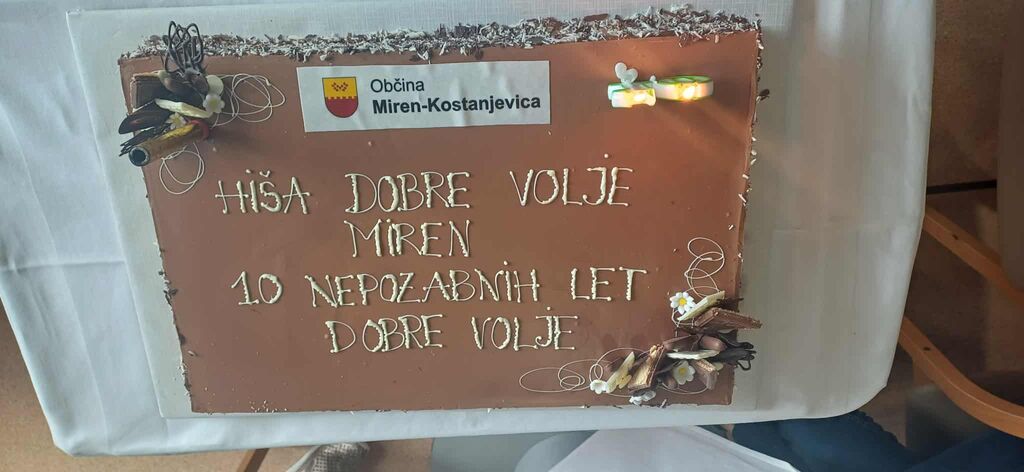 Občina
Miren-Kostanjevica
HiŠA DOBRE VOLJE
MiREN
10 NEPOZABNIH LET
DOBRE VOLJE